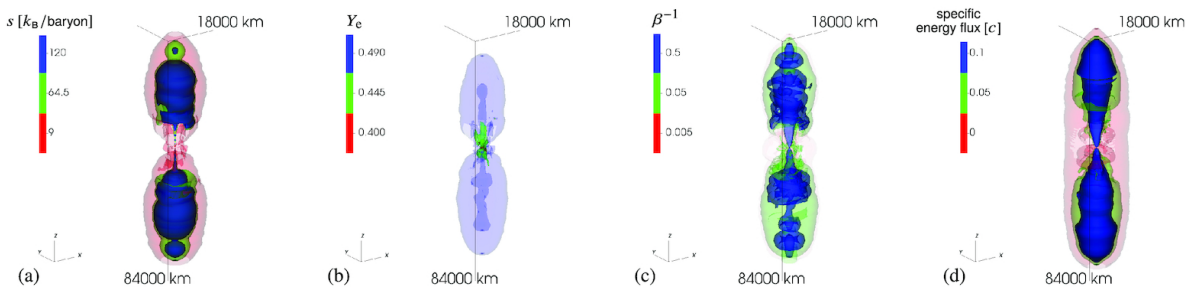 s [k_B/baryon]
120
64.5
9
18000 km
84000 km
z
Y
x
(a)
Y_e
0.490
0.445
0.400
18000 km
84000 km
z
Y
x
(b)
β⁻¹
0.5
0.05
0.005
18000 km
84000 km
z
Y
x
(c)
specific
energy flux [c]
0.1
0.05
0
18000 km
84000 km
z
Y
x
(d)